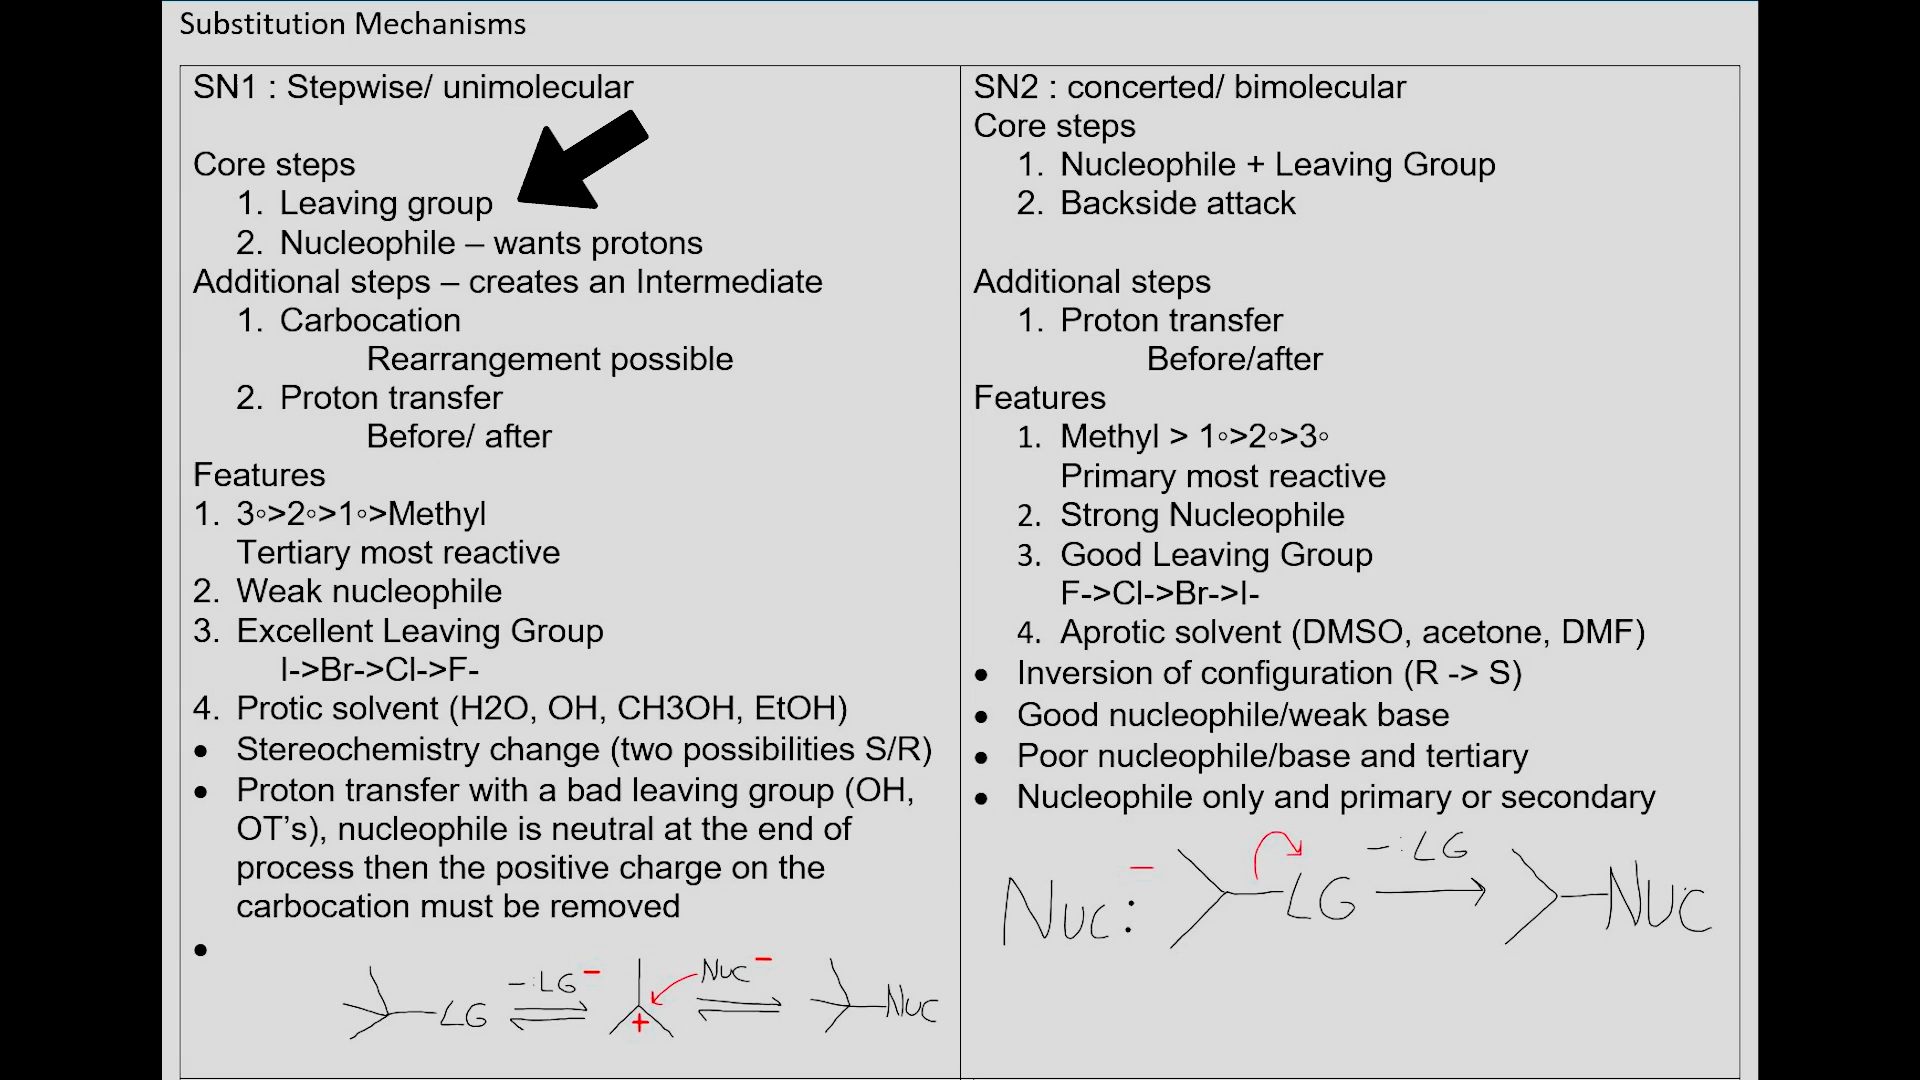 Substitution Mechanisms
SN1 : Stepwise/ unimolecular
Core steps
1. Leaving group
2. Nucleophile – wants protons
Additional steps – creates an Intermediate
1. Carbocation
Rearrangement possible
2. Proton transfer
Before/ after
Features
1. 3◦>2◦>1◦>Methyl
Tertiary most reactive
2. Weak nucleophile
3. Excellent Leaving Group
I->Br->Cl->F-
4. Protic solvent (H2O, OH, CH3OH, EtOH)
• Stereochemistry change (two possibilities S/R)
• Proton transfer with a bad leaving group (OH,
OT’s), nucleophile is neutral at the end of
process then the positive charge on the
carbocation must be removed
•
LG
-:LG −
+
Nuc −
Nuc
SN2 : concerted/ bimolecular
Core steps
1. Nucleophile + Leaving Group
2. Backside attack
Additional steps
1. Proton transfer
Before/after
Features
1. Methyl > 1◦>2◦>3◦
Primary most reactive
2. Strong Nucleophile
3. Good Leaving Group
F->Cl->Br->I-
4. Aprotic solvent (DMSO, acetone, DMF)
• Inversion of configuration (R -> S)
• Good nucleophile/weak base
• Poor nucleophile/base and tertiary
• Nucleophile only and primary or secondary
Nuc: −
LG
-:LG
Nuc